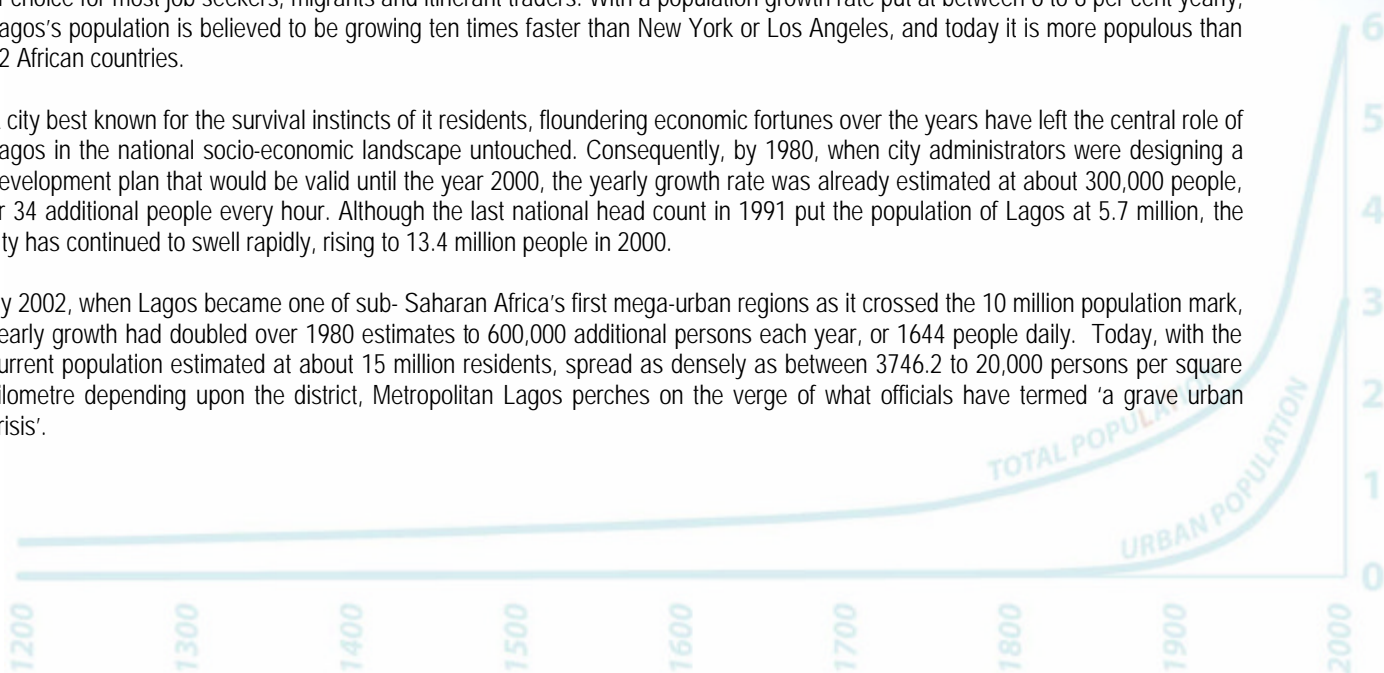 choice for most job seekers, migrants and itinerant traders. With a population growth rate put at between 6 to 8 per cent yearly,
agos's population is believed to be growing ten times faster than New York or Los Angeles, and today it is more populous than
2 African countries.
city best known for the survival instincts of it residents, floundering economic fortunes over the years have left the central role of
agos in the national socio-economic landscape untouched. Consequently, by 1980, when city administrators were designing a
evelopment plan that would be valid until the year 2000, the yearly growth rate was already estimated at about 300,000 people,
r 34 additional people every hour. Although the last national head count in 1991 put the population of Lagos at 5.7 million, the
ity has continued to swell rapidly, rising to 13.4 million people in 2000.
y 2002, when Lagos became one of sub- Saharan Africa's first mega-urban regions as it crossed the 10 million population mark,
early growth had doubled over 1980 estimates to 600,000 additional persons each year, or 1644 people daily. Today, with the
urrent population estimated at about 15 million residents, spread as densely as between 3746.2 to 20,000 persons per square
ilometre depending upon the district, Metropolitan Lagos perches on the verge of what officials have termed 'a grave urban
risis'.
TOTAL POPULATION
URBAN POPULATION
6
5
4
3
2
1
0
1200
1300
1400
1500
1600
1700
1800
1900
2000